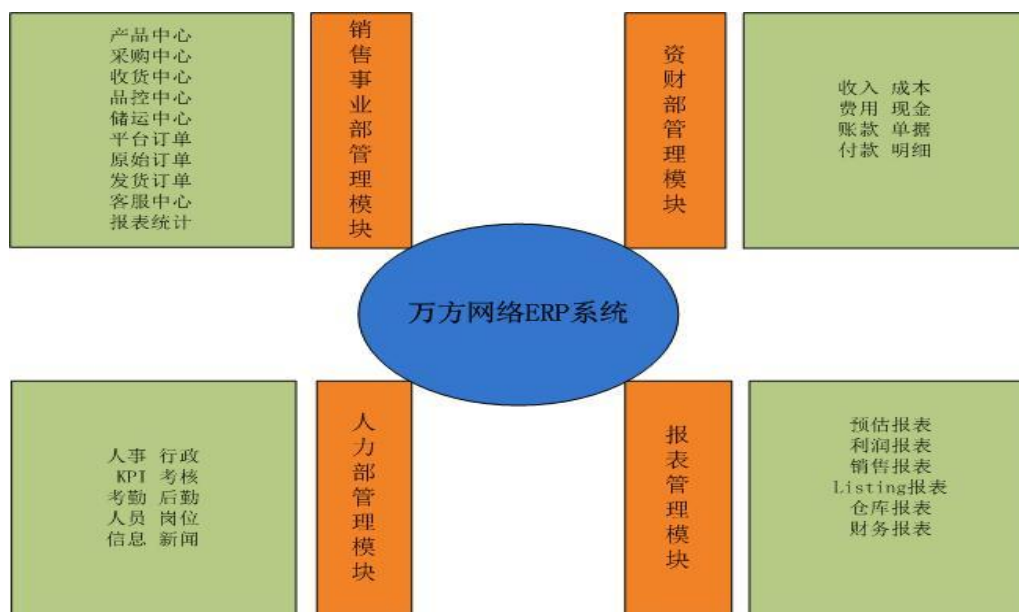 产品中心
采购中心
收货中心
品控中心
储运中心
平台订单
原始订单
发货订单
客服中心
报表统计
销售事业部管理模块
资财部管理模块
收入 成本
费用 现金
账款 单据
付款 明细
万方网络ERP系统
人事 行政
KPI 考核
考勤 后勤
人员 岗位
信息 新闻
人力部管理模块
报表管理模块
预估报表
利润报表
销售报表
Listing报表
仓库报表
财务报表